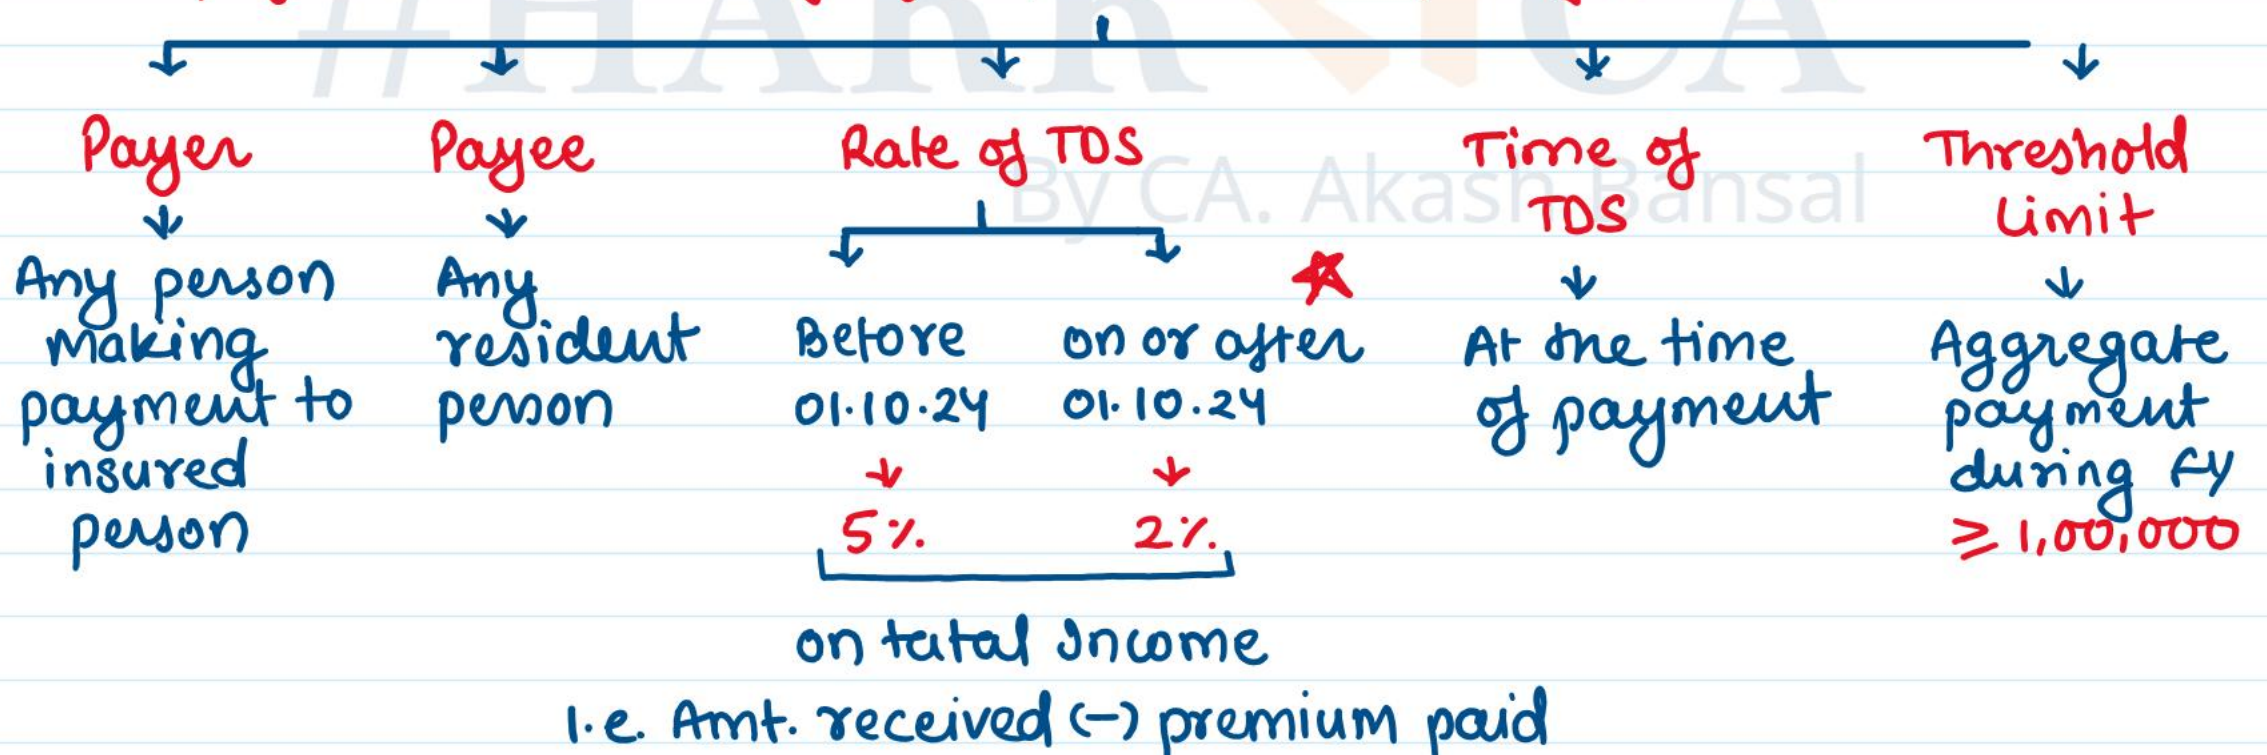 #HARR CA
By CA. Akash Bansal
Payer
Any person
making
payment to
insured
person
Payee
Any
resident
person
Rate of TDS
Before
01.10.24
5%
on or after
01.10.24
2%
on total Income
I.e. Amt. received (-) premium paid
Time of
TDS
At the time
of payment
Threshold
Limit
Aggregate
payment
during FY
≥ 1,00,000